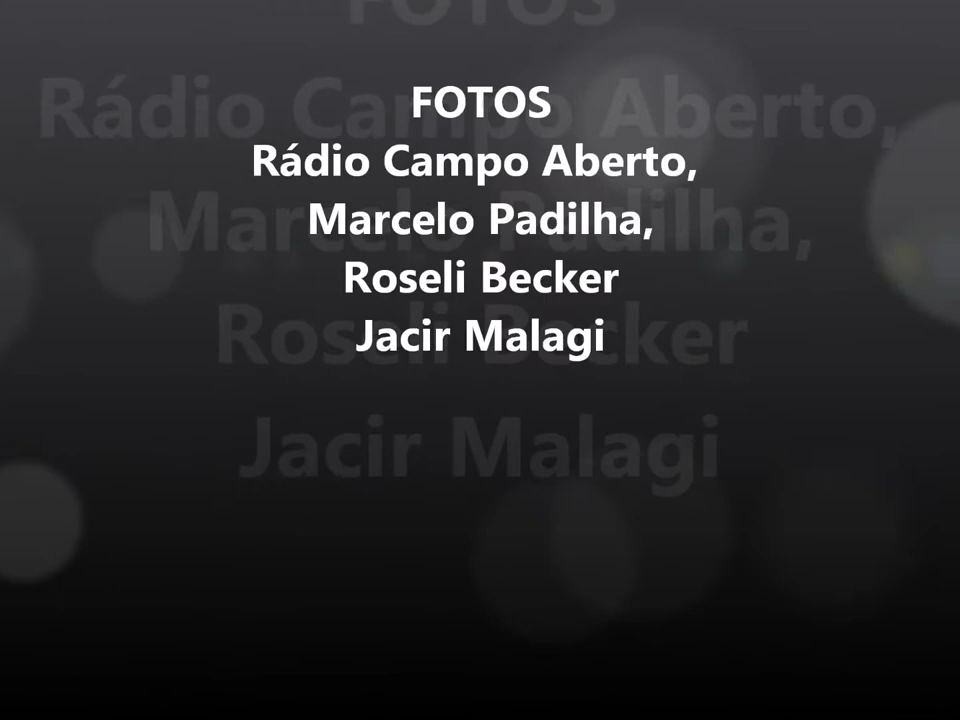 FOTOS
Rádio Campo Aberto,
Marcelo Padilha,
Roseli Becker
Jacir Malagi